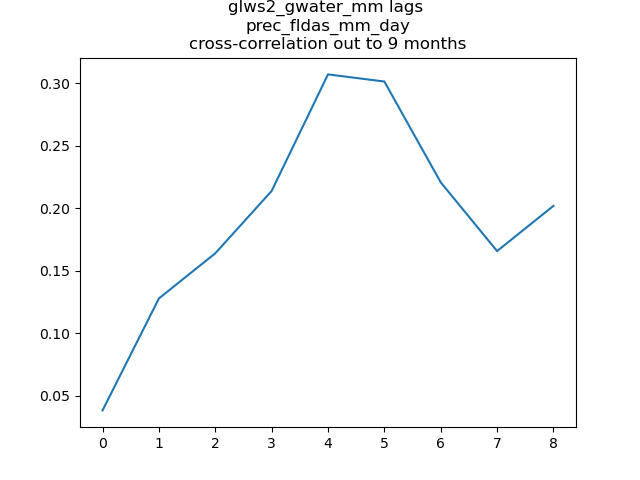 glws2_gwater_mm lags
prec_fldas_mm_day
cross-correlation out to 9 months
0.30
0.25
0.20
0.15
0.10
0.05
0 1 2 3 4 5 6 7 8